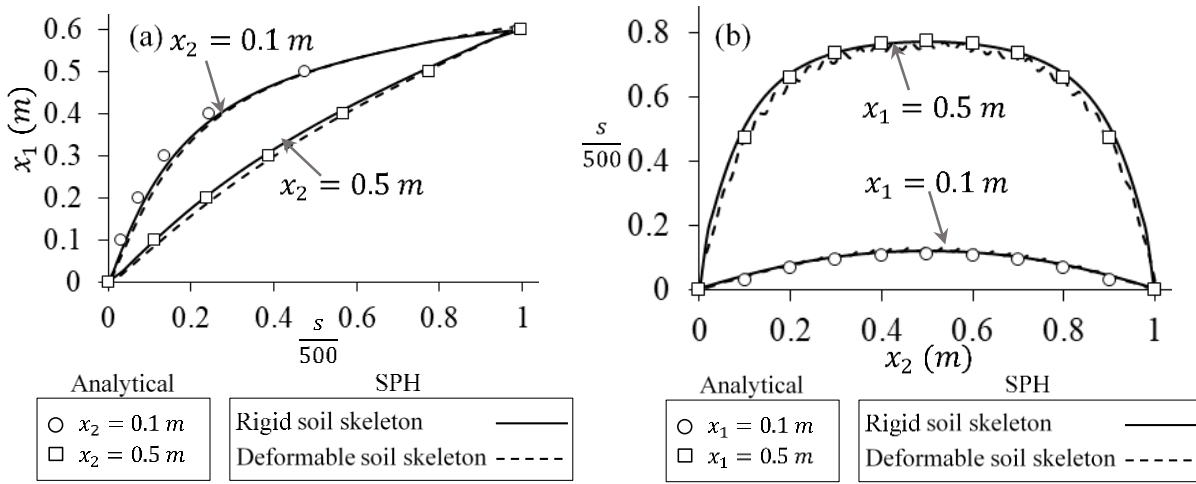 (a)
x₂ = 0.1 m
x₂ = 0.5 m
x₁ (m)
0.6
0.5
0.4
0.3
0.2
0.1
0
0 0.2 0.4 0.6 0.8 1
s/500
Analytical SPH
x₂ = 0.1 m
x₂ = 0.5 m
Rigid soil skeleton
Deformable soil skeleton
(b)
x₁ = 0.5 m
x₁ = 0.1 m
s/500
0.8
0.6
0.4
0.2
0
0 0.2 0.4 0.6 0.8 1
x₂ (m)
Analytical SPH
x₁ = 0.1 m
x₁ = 0.5 m
Rigid soil skeleton
Deformable soil skeleton